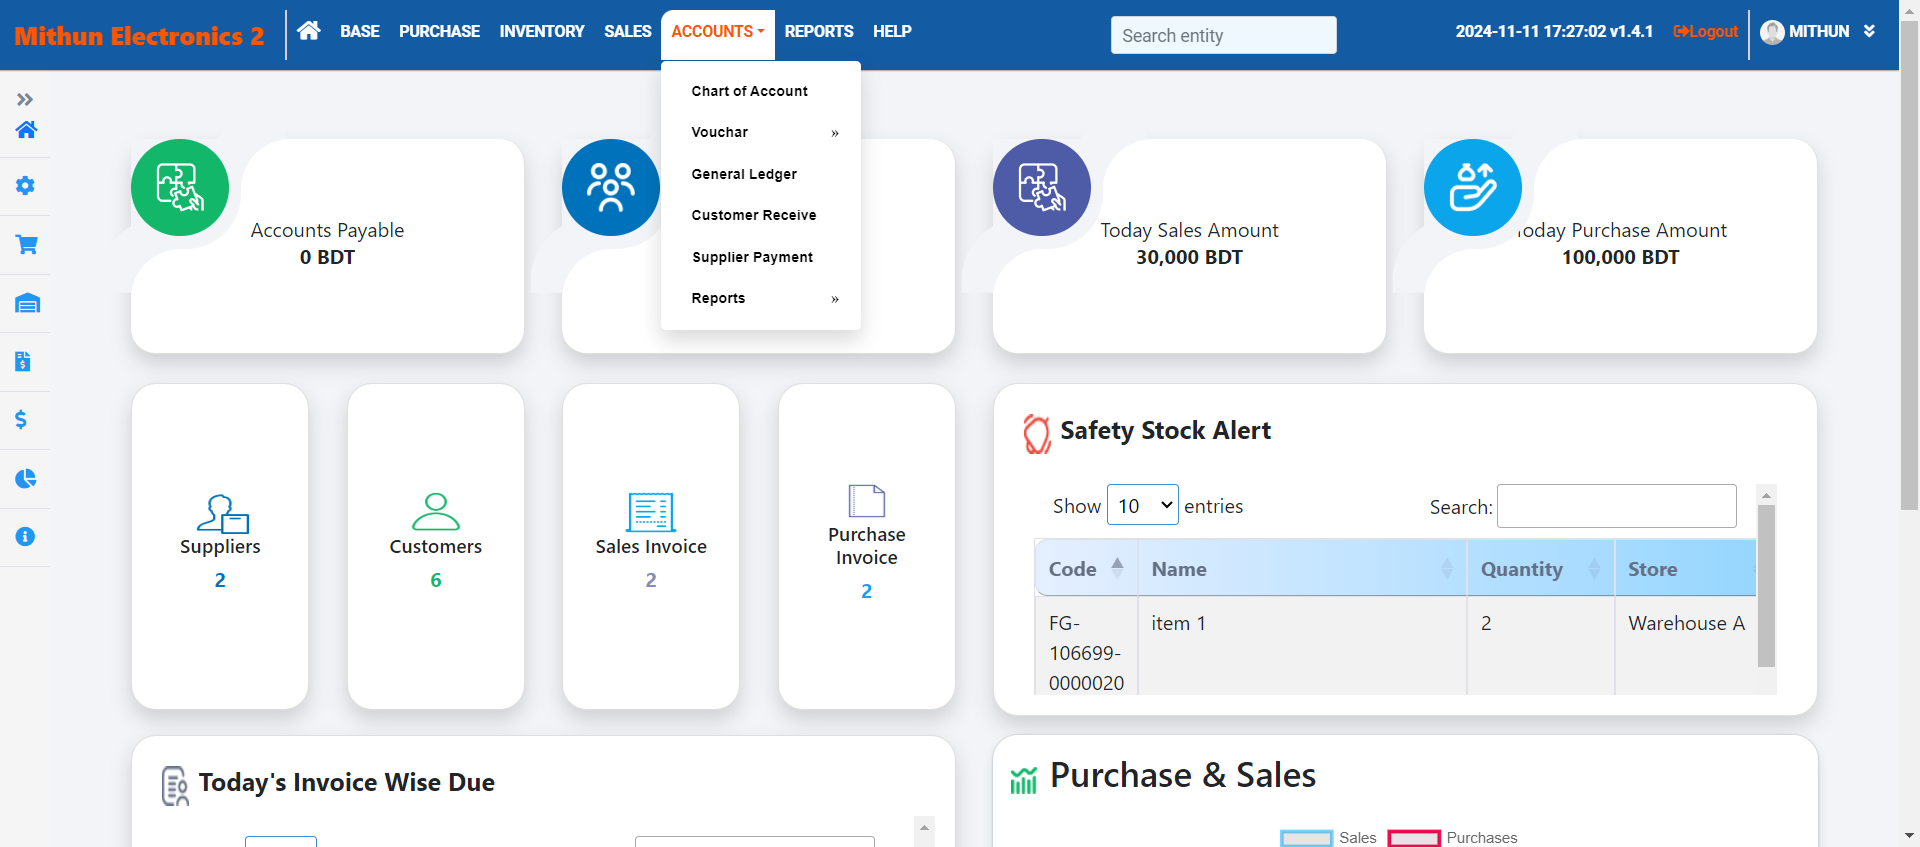 Mithun Electronics 2
BASE PURCHASE INVENTORY SALES ACCOUNTS REPORTS HELP
Search entity
2024-11-11 17:27:02 v1.4.1 Logout MITHUN
Chart of Account
Vouchar »
General Ledger
Customer Receive
Supplier Payment
Reports »
Accounts Payable
0 BDT
Today Sales Amount
30,000 BDT
Today Purchase Amount
100,000 BDT
Suppliers
2
Customers
6
Sales Invoice
2
Purchase
Invoice
2
Safety Stock Alert
Show 10 entries Search:
Code Name Quantity Store
FG- item 1 2 Warehouse A
106699-
0000020
Today's Invoice Wise Due
Purchase & Sales
Sales Purchases